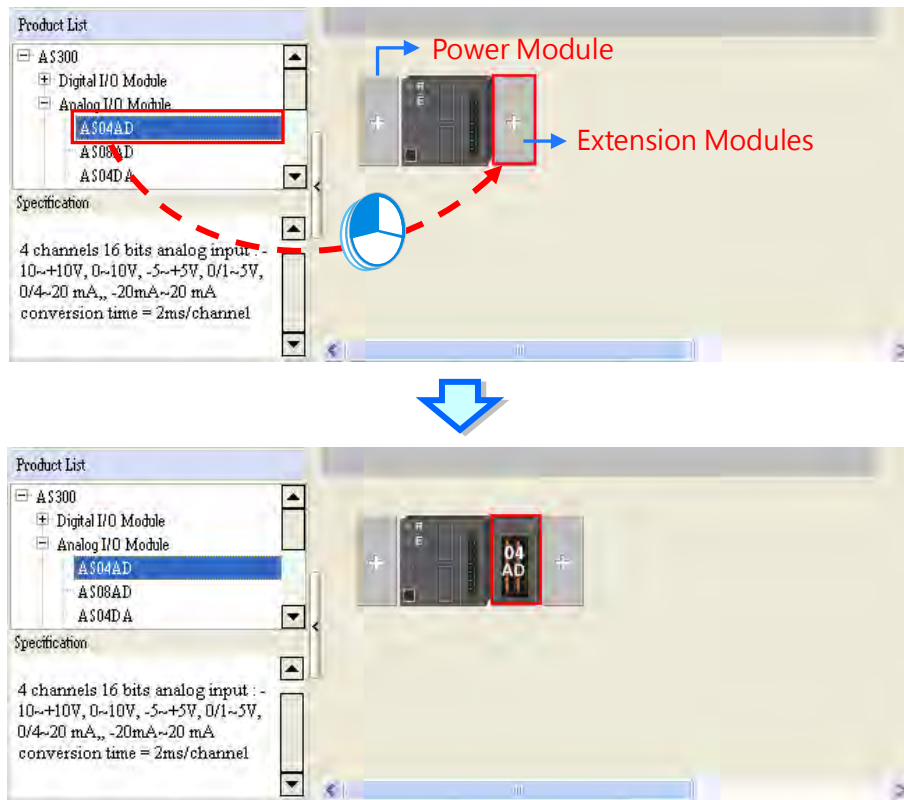 Product List
AS300
Digital I/O Module
Analog I/O Module
AS04AD
AS08AD
AS04DA
Specification
4 channels 16 bits analog input : -
10~+10V, 0~10V, -5~+5V, 0/1~5V,
0/4~20 mA,, -20mA~20 mA
conversion time = 2ms/channel
Power Module
R
E
Extension Modules
Product List
AS300
Digital I/O Module
Analog I/O Module
AS04AD
AS08AD
AS04DA
Specification
4 channels 16 bits analog input : -
10~+10V, 0~10V, -5~+5V, 0/1~5V,
0/4~20 mA,, -20mA~20 mA
conversion time = 2ms/channel
R
E
04
AD